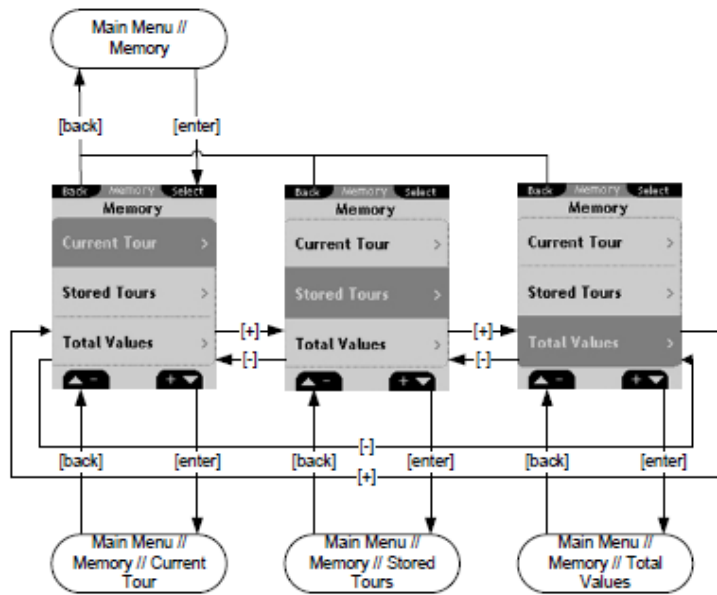 Main Menu //
Memory
[back]
[enter]
Back Memory Select
Memory
Current Tour >
Stored Tours >
Total Values >
-
+
Back Memory Select
Memory
Current Tour >
Stored Tours >
Total Values >
-
+
Back Memory Select
Memory
Current Tour >
Stored Tours >
Total Values >
-
+
[+]
[-]
[+]
[-]
[-]
[back]
[enter]
[back]
[enter]
[back]
[enter]
[+]
Main Menu //
Memory // Current
Tour
Main Menu //
Memory // Stored
Tours
Main Menu //
Memory // Total
Values